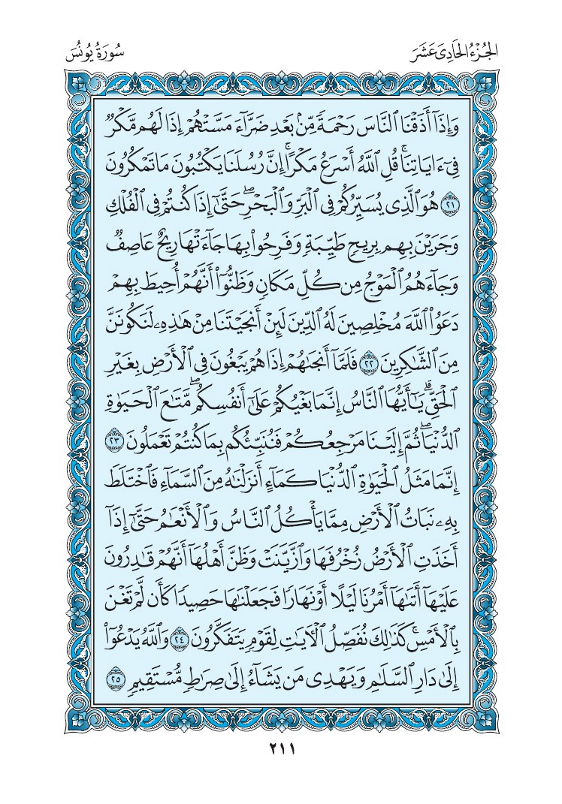 الجُزْءُ الحَادِىَ عَشَرَ
سُورَةُ يُونُسَ
وَإِذَآ أَذَقْنَا ٱلنَّاسَ رَحْمَةً مِّنۢ بَعْدِ ضَرَّآءَ مَسَّتْهُمْ إِذَا لَهُم مَّكْرٌ
فِىٓ ءَايَاتِنَا ۚ قُلِ ٱللَّهُ أَسْرَعُ مَكْرًا ۚ إِنَّ رُسُلَنَا يَكْتُبُونَ مَا تَمْكُرُونَ
٢١ هُوَ ٱلَّذِى يُسَيِّرُكُمْ فِى ٱلْبَرِّ وَٱلْبَحْرِ ۖ حَتَّىٰٓ إِذَا كُنتُمْ فِى ٱلْفُلْكِ
وَجَرَيْنَ بِهِم بِرِيحٍ طَيِّبَةٍ وَفَرِحُوا۟ بِهَا جَآءَتْهَا رِيحٌ عَاصِفٌ
وَجَآءَهُمُ ٱلْمَوْجُ مِن كُلِّ مَكَانٍ وَظَنُّوٓا۟ أَنَّهُمْ أُحِيطَ بِهِمْ
دَعَوُا۟ ٱللَّهَ مُخْلِصِينَ لَهُ ٱلدِّينَ لَئِنْ أَنجَيْتَنَا مِنْ هَٰذِهِۦ لَنَكُونَنَّ
مِنَ ٱلشَّٰكِرِينَ ٢٢ فَلَمَّآ أَنجَىٰهُمْ إِذَا هُمْ يَبْغُونَ فِى ٱلْأَرْضِ بِغَيْرِ
ٱلْحَقِّ ۗ يَٰٓأَيُّهَا ٱلنَّاسُ إِنَّمَا بَغْيُكُمْ عَلَىٰٓ أَنفُسِكُم ۖ مَّتَٰعَ ٱلْحَيَوٰةِ
ٱلدُّنْيَا ۖ ثُمَّ إِلَيْنَا مَرْجِعُكُمْ فَنُنَبِّئُكُم بِمَا كُنتُمْ تَعْمَلُونَ ٢٣
إِنَّمَا مَثَلُ ٱلْحَيَوٰةِ ٱلدُّنْيَا كَمَآءٍ أَنزَلْنَٰهُ مِنَ ٱلسَّمَآءِ فَٱخْتَلَطَ
بِهِۦ نَبَاتُ ٱلْأَرْضِ مِمَّا يَأْكُلُ ٱلنَّاسُ وَٱلْأَنْعَٰمُ حَتَّىٰٓ إِذَآ
أَخَذَتِ ٱلْأَرْضُ زُخْرُفَهَا وَٱزَّيَّنَتْ وَظَنَّ أَهْلُهَآ أَنَّهُمْ قَٰدِرُونَ
عَلَيْهَآ أَتَىٰهَآ أَمْرُنَا لَيْلًا أَوْ نَهَارًا فَجَعَلْنَٰهَا حَصِيدًا كَأَن لَّمْ تَغْنَ
بِٱلْأَمْسِ ۚ كَذَٰلِكَ نُفَصِّلُ ٱلْآيَٰتِ لِقَوْمٍ يَتَفَكَّرُونَ ٢٤ وَٱللَّهُ يَدْعُوٓا۟
إِلَىٰ دَارِ ٱلسَّلَٰمِ وَيَهْدِى مَن يَشَآءُ إِلَىٰ صِرَٰطٍ مُّسْتَقِيمٍ ٢٥
٢١١